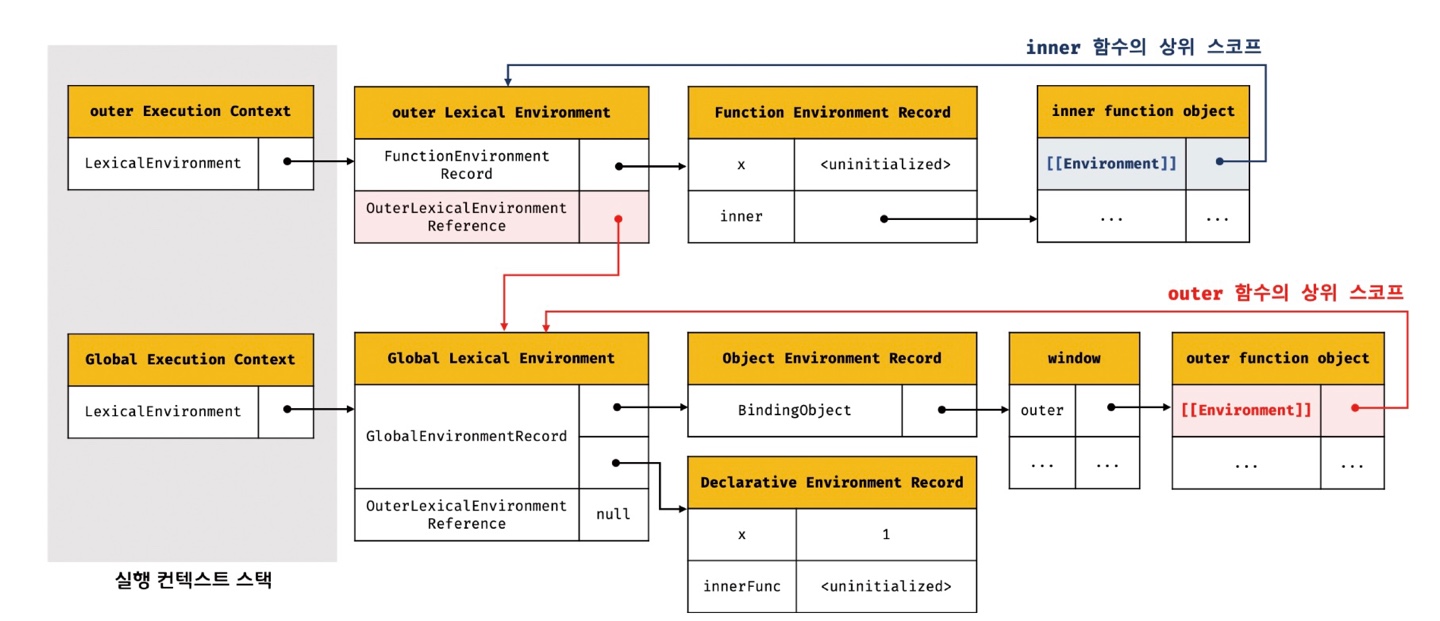 inner 함수의 상위 스코프
outer Execution Context
LexicalEnvironment
outer Lexical Environment
FunctionEnvironment
Record
OuterLexicalEnvironment
Reference
Function Environment Record
x
<uninitialized>
inner
inner function object
[[Environment]]
...
...
outer 함수의 상위 스코프
Global Execution Context
LexicalEnvironment
Global Lexical Environment
GlobalEnvironmentRecord
OuterLexicalEnvironment
Reference
null
Object Environment Record
BindingObject
window
outer
...
...
outer function object
[[Environment]]
...
...
Declarative Environment Record
x
1
innerFunc
<uninitialized>
실행 컨텍스트 스택